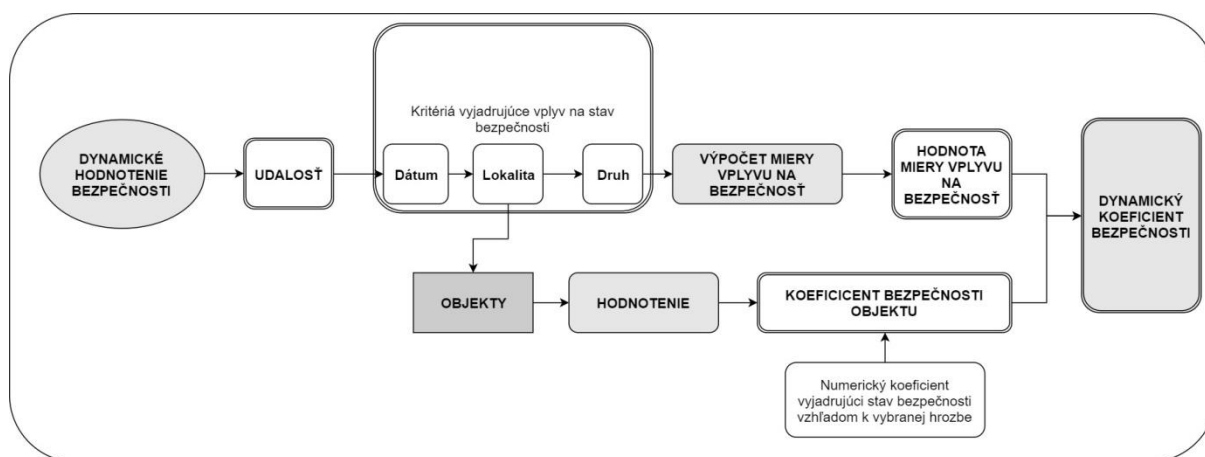 Kritériá vyjadrujúce vplyv na stav
bezpečnosti
DYNAMICKÉ
HODNOTENIE
BEZPEČNOSTI
UDALOSŤ
Dátum
Lokalita
Druh
VÝPOČET MIERY
VPLYVU NA
BEZPEČNOSŤ
HODNOTA
MIERY VPLYVU
NA
BEZPEČNOSŤ
DYNAMICKÝ
KOEFICIENT
BEZPEČNOSTI
OBJEKTY
HODNOTENIE
KOEFICICENT BEZPEČNOSTI
OBJEKTU
Numerický koeficient
vyjadrujúci stav bezpečnosti
vzhľadom k vybranej hrozbe